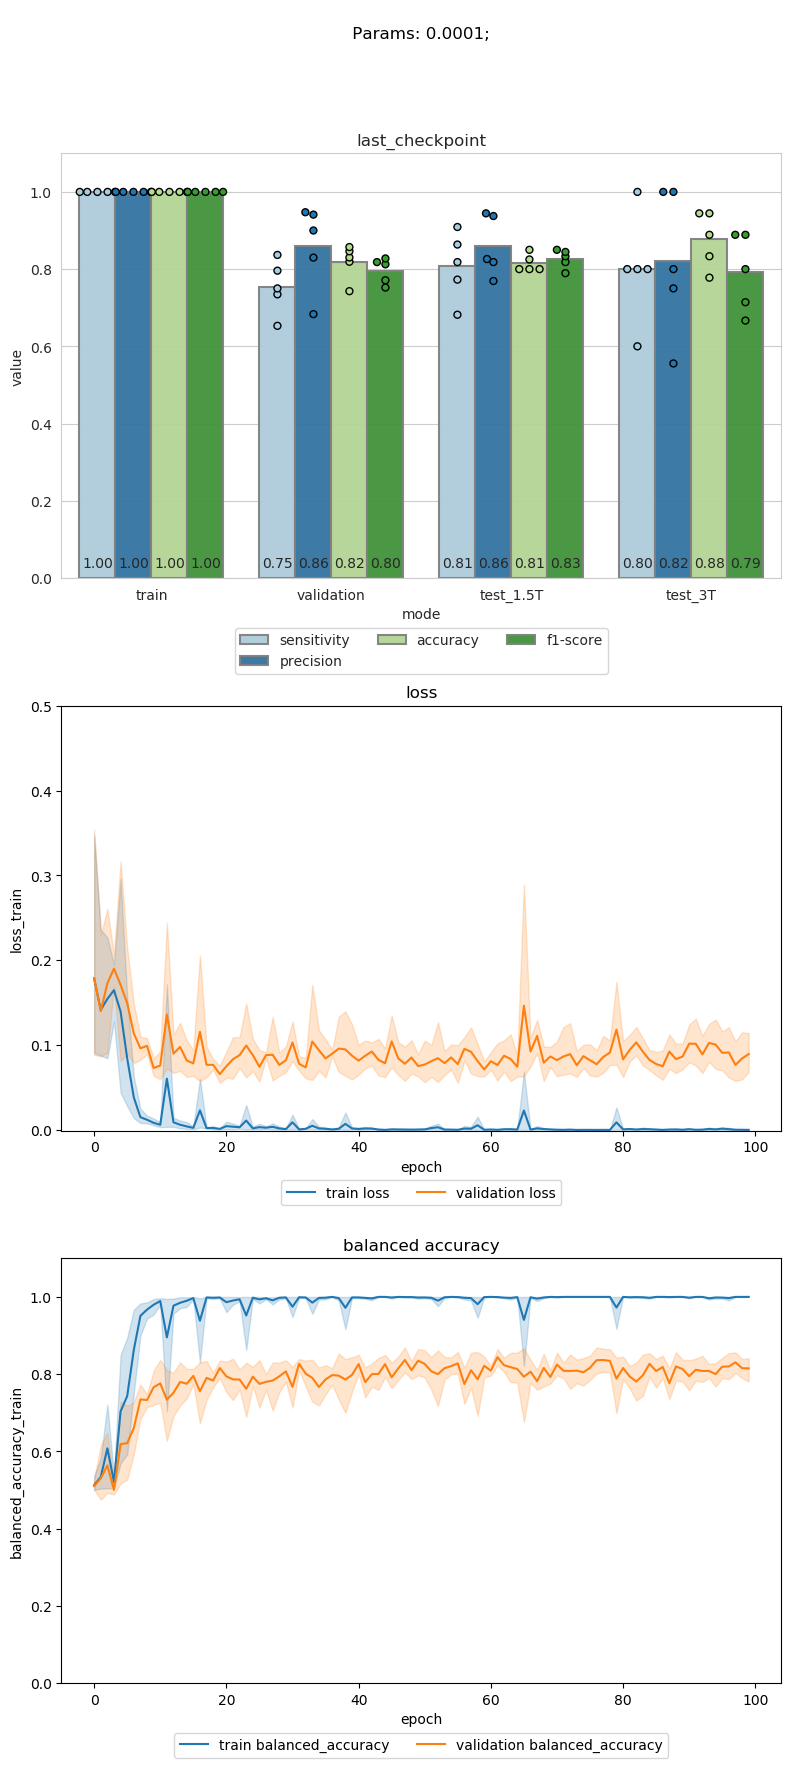 Params: 0.0001;
last_checkpoint
value
1.0
0.8
0.6
0.4
0.2
0.0
1.00 1.00 1.00 1.00 0.75 0.86 0.82 0.80 0.81 0.86 0.81 0.83 0.80 0.82 0.88 0.79
train validation test_1.5T test_3T
mode
sensitivity accuracy f1-score
precision
loss
loss_train
0.5
0.4
0.3
0.2
0.1
0.0
0 20 40 60 80 100
epoch
train loss validation loss
balanced accuracy
balanced_accuracy_train
1.0
0.8
0.6
0.4
0.2
0.0
0 20 40 60 80 100
epoch
train balanced_accuracy validation balanced_accuracy